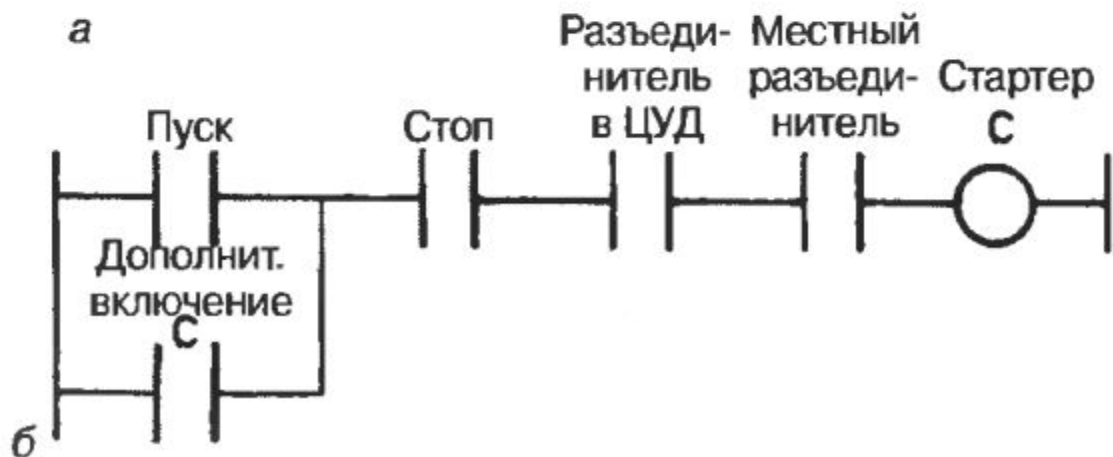 а
Пуск
Стоп
Разъеди-
нитель
в ЦУД
Местный
разъеди-
нитель
Стартер
С
Дополнит.
включение
С
б